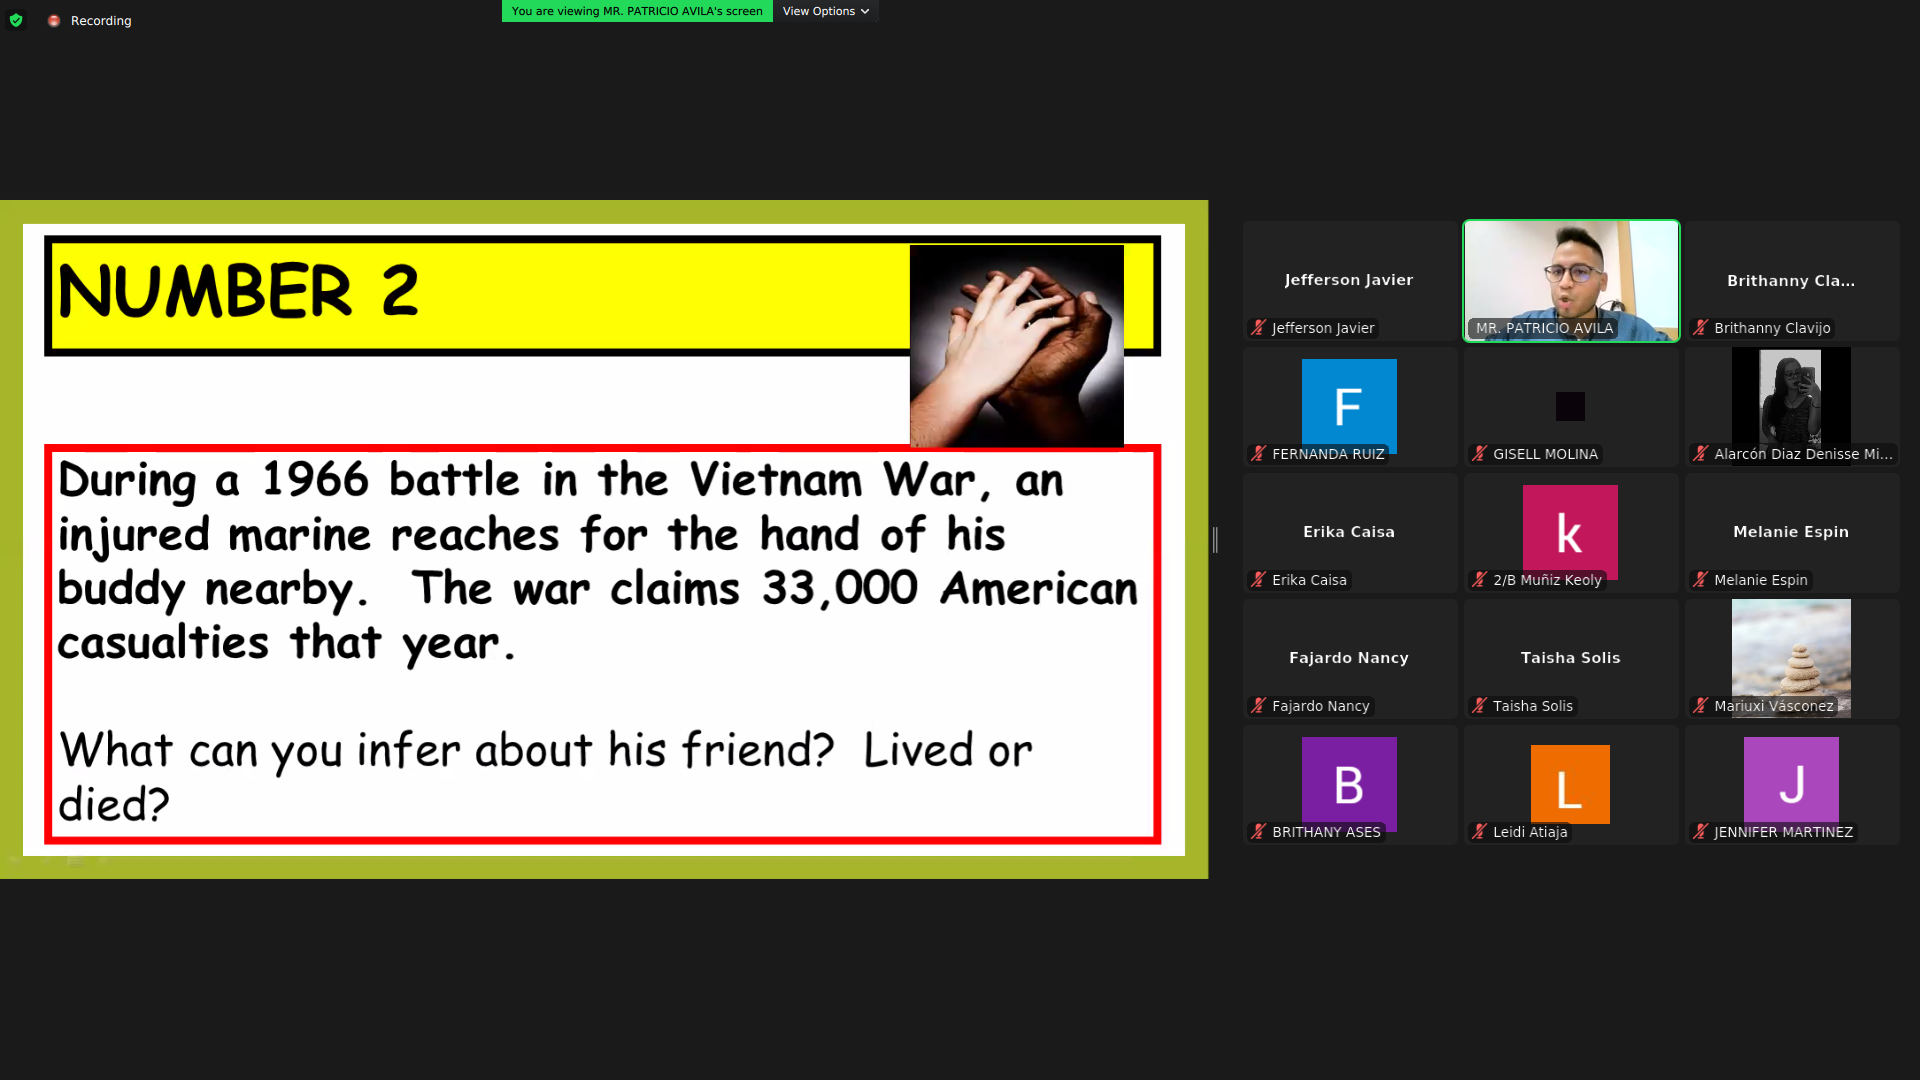 Recording
You are viewing MR. PATRICIO AVILA's screen
View Options
NUMBER 2
During a 1966 battle in the Vietnam War, an
injured marine reaches for the hand of his
buddy nearby.  The war claims 33,000 American
casualties that year.
What can you infer about his friend?  Lived or
died?
Jefferson Javier
Jefferson Javier
MR. PATRICIO AVILA
Brithanny Cla...
Brithanny Clavijo
F
FERNANDA RUIZ
GISELL MOLINA
Alarcón Diaz Denisse Mi...
Erika Caisa
Erika Caisa
k
2/B Muñiz Keoly
Melanie Espin
Melanie Espin
Fajardo Nancy
Fajardo Nancy
Taisha Solis
Taisha Solis
Mariuxi Vásconez
B
BRITHANY ASES
L
Leidi Atiaja
J
JENNIFER MARTINEZ